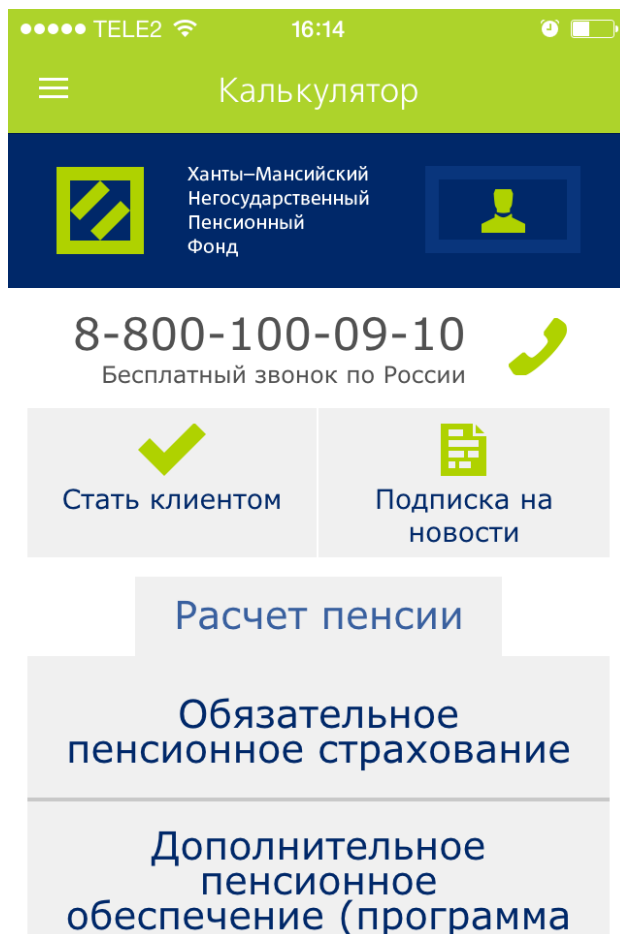 TELE2 16:14
Калькулятор
Ханты–Мансийский
Негосударственный
Пенсионный
Фонд
8-800-100-09-10
Бесплатный звонок по России
Стать клиентом
Подписка на
новости
Расчет пенсии
Обязательное
пенсионное страхование
Дополнительное
пенсионное
обеспечение (программа